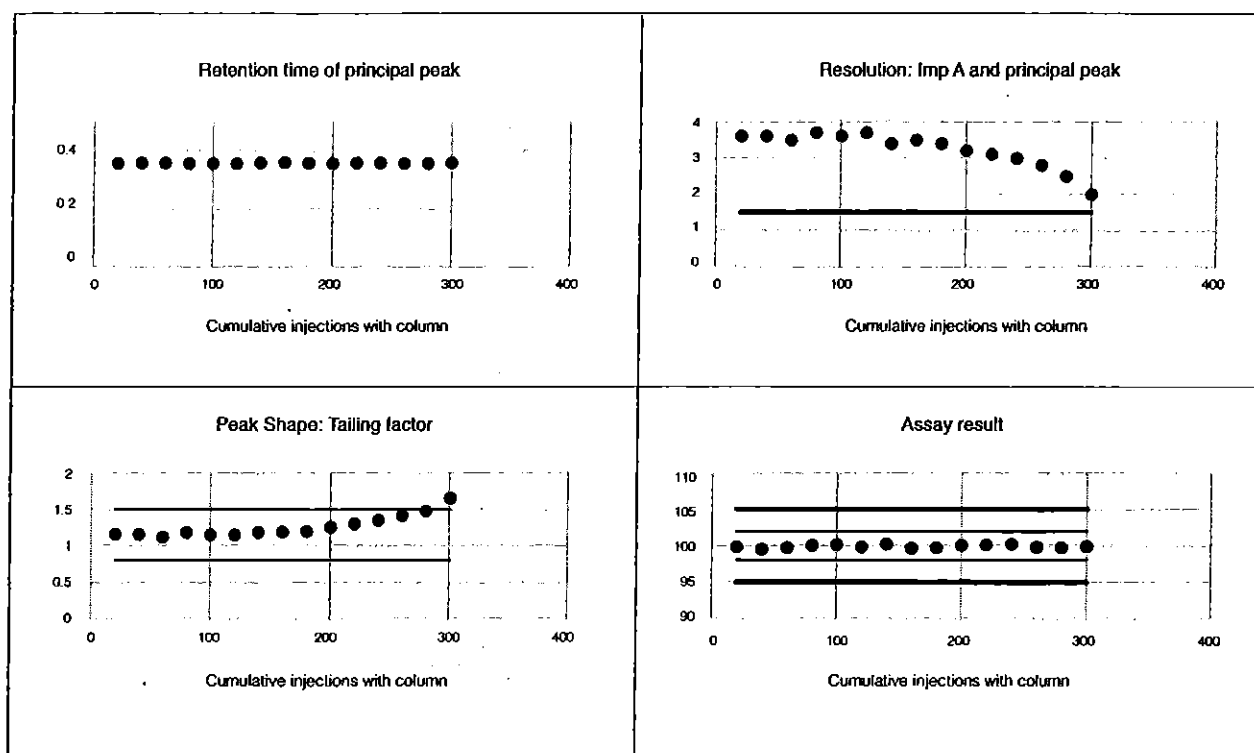 Retention time of principal peak
0.4
0 2
0
0 100 200 300 400
Cumulative injections with column
Resolution: Imp A and principal peak
4
3
2
1
0
0 100 200 300 400
Cumulative injections with column
Peak Shape: Tailing factor
2
1.5
1
0.5
0
0 100 200 300 400
Cumulative injections with column
Assay result
110
105
100
95
90
0 100 200 300 400
Cumulative injections with column